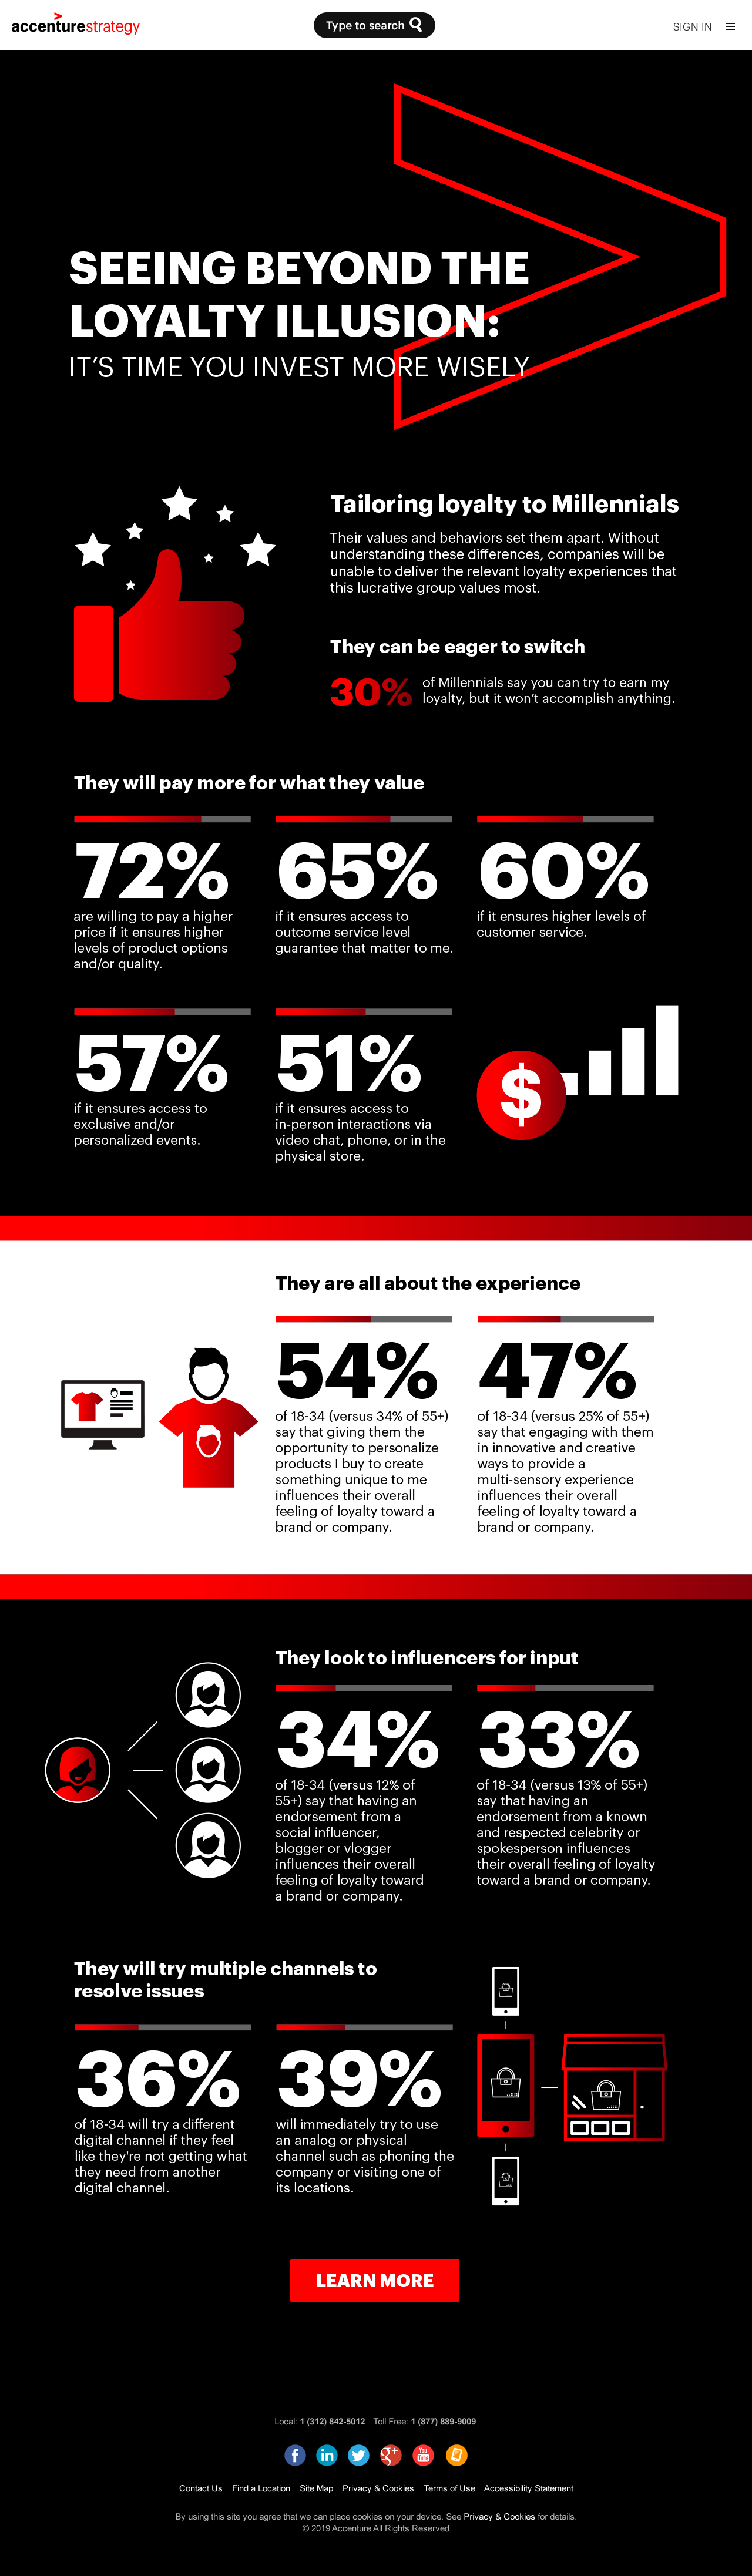 accenturestrategy
Type to search
SIGN IN
SEEING BEYOND THE
LOYALTY ILLUSION:
IT’S TIME YOU INVEST MORE WISELY
Tailoring loyalty to Millennials
Their values and behaviors set them apart. Without
understanding these differences, companies will be
unable to deliver the relevant loyalty experiences that
this lucrative group values most.
They can be eager to switch
30%
of Millennials say you can try to earn my
loyalty, but it won’t accomplish anything.
They will pay more for what they value
72%
are willing to pay a higher
price if it ensures higher
levels of product options
and/or quality.
65%
if it ensures access to
outcome service level
guarantee that matter to me.
60%
if it ensures higher levels of
customer service.
57%
if it ensures access to
exclusive and/or
personalized events.
51%
if it ensures access to
in-person interactions via
video chat, phone, or in the
physical store.
$
They are all about the experience
54%
of 18-34 (versus 34% of 55+)
say that giving them the
opportunity to personalize
products I buy to create
something unique to me
influences their overall
feeling of loyalty toward a
brand or company.
47%
of 18-34 (versus 25% of 55+)
say that engaging with them
in innovative and creative
ways to provide a
multi-sensory experience
influences their overall
feeling of loyalty toward a
brand or company.
They look to influencers for input
34%
of 18-34 (versus 12% of
55+) say that having an
endorsement from a
social influencer,
blogger or vlogger
influences their overall
feeling of loyalty toward
a brand or company.
33%
of 18-34 (versus 13% of 55+)
say that having an
endorsement from a known
and respected celebrity or
spokesperson influences
their overall feeling of loyalty
toward a brand or company.
They will try multiple channels to
resolve issues
36%
of 18-34 will try a different
digital channel if they feel
like they're not getting what
they need from another
digital channel.
39%
will immediately try to use
an analog or physical
channel such as phoning the
company or visiting one of
its locations.
LEARN MORE
Local: 1 (312) 842-5012 Toll Free: 1 (877) 889-9009
f in g+ You Tube
Contact Us Find a Location Site Map Privacy & Cookies Terms of Use Accessibility Statement
By using this site you agree that we can place cookies on your device. See Privacy & Cookies for details.
© 2019 Accenture All Rights Reserved